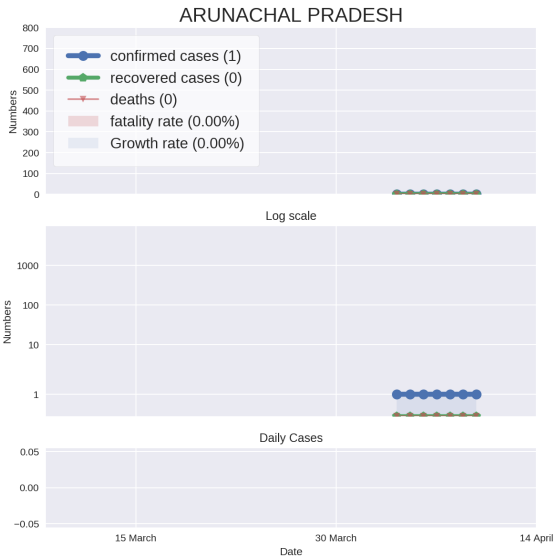 ARUNACHAL PRADESH
800
700
600
500
400
300
200
100
0
Numbers
confirmed cases (1)
recovered cases (0)
deaths (0)
fatality rate (0.00%)
Growth rate (0.00%)
Log scale
1000
100
10
1
Numbers
Daily Cases
0.05
0.00
−0.05
15 March
30 March
14 April
Date